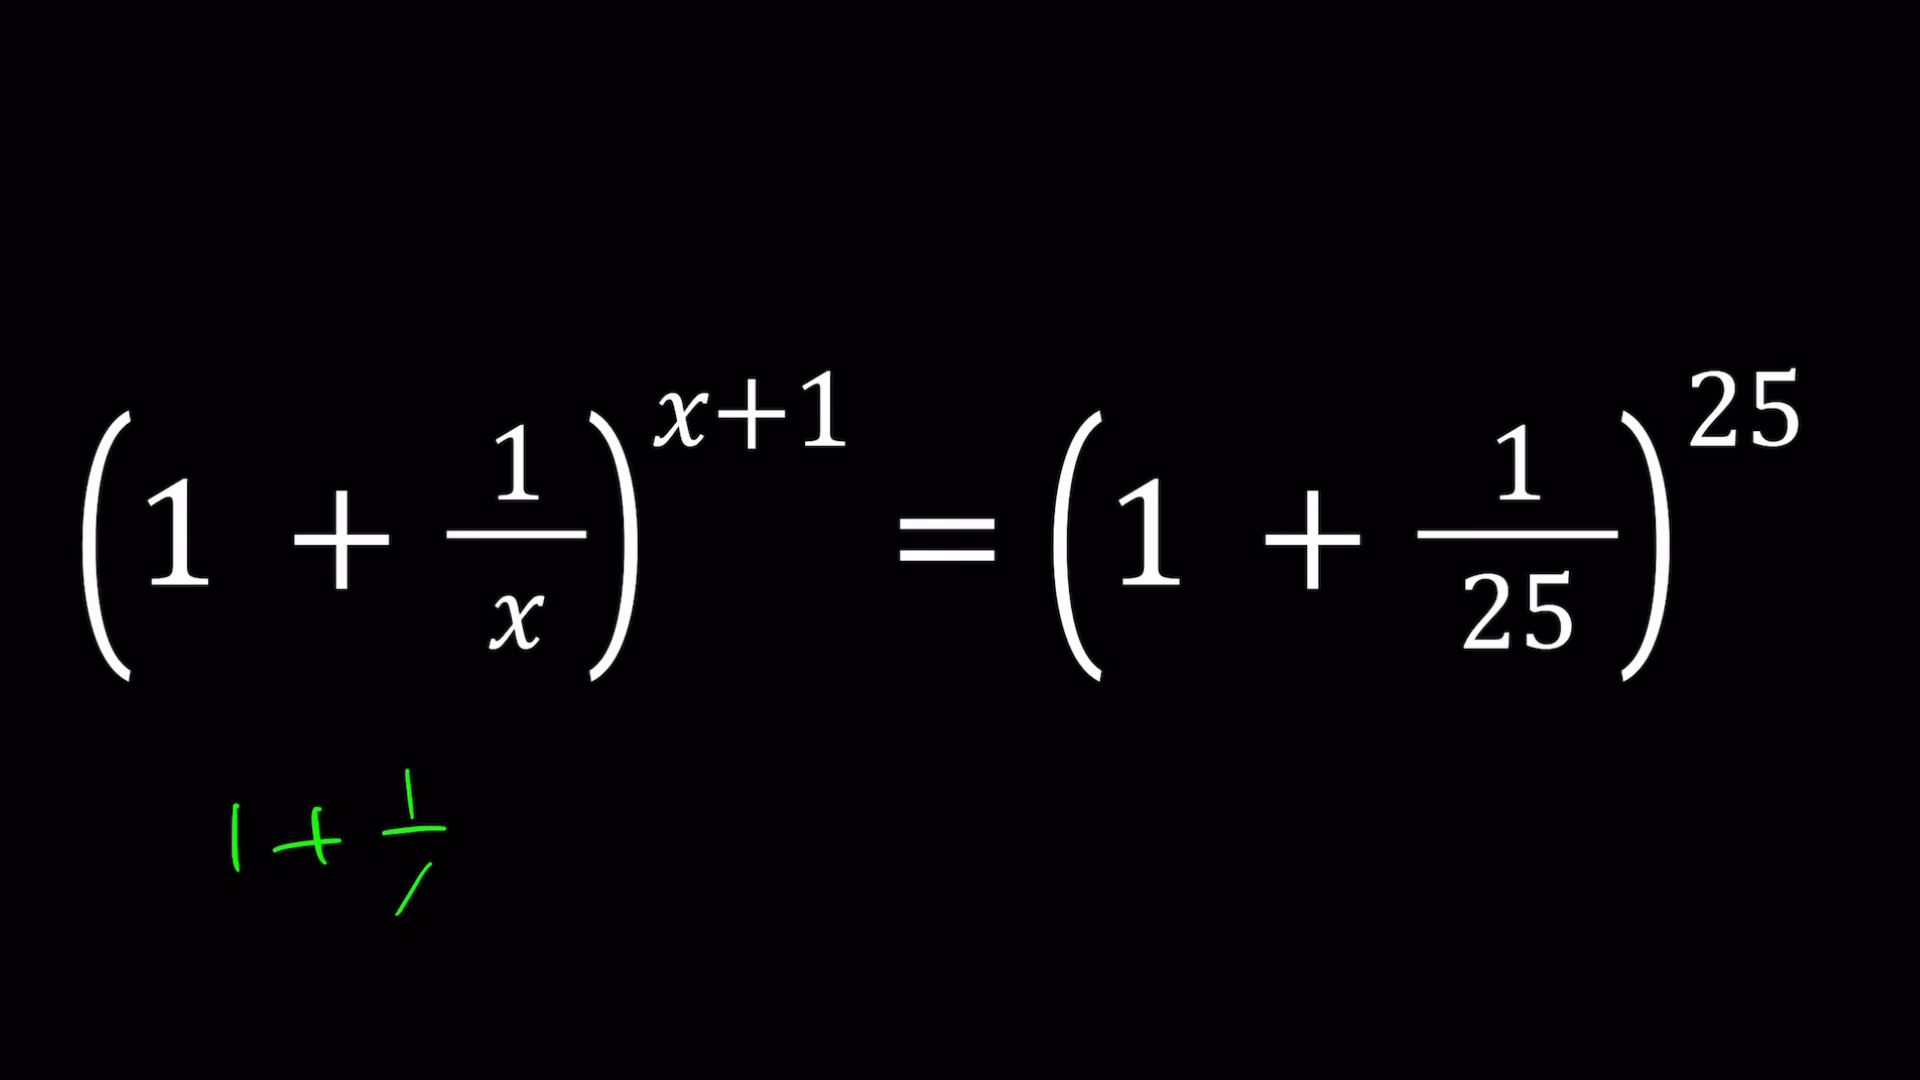 (1 + 1/x)^{x+1} = (1 + 1/25)^{25}
1 + 1/